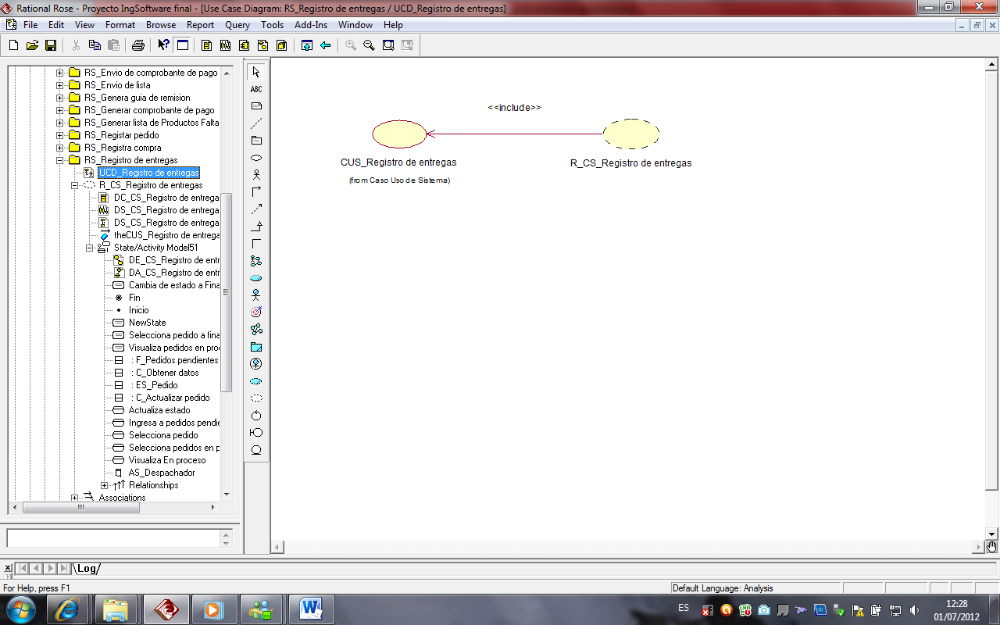 Rational Rose - Proyecto IngSoftware final - [Use Case Diagram: RS_Registro de entregas / UCD_Registro de entregas]
File Edit View Format Browse Report Query Tools Add-Ins Window Help
RS_Envio de comprobante de pago
RS_Envio de lista
RS_Genera guia de remision
RS_Generar comprobante de pago
RS_Generar lista de Productos Falta
RS_Registar pedido
RS_Registra compra
RS_Registro de entregas
UCD_Registro de entregas
R_CS_Registro de entregas
DC_CS_Registro de entrega
DS_CS_Registro de entrega
DS_CS_Registro de entrega
theCUS_Registro de entrega
State/Activity Model51
DE_CS_Registro de entr
DA_CS_Registro de entr
Cambia de estado a Fina
Fin
Inicio
NewState
Selecciona pedido a fina
Visualiza pedidos en pro
: F_Pedidos pendientes
: C_Obtener datos
: ES_Pedido
: C_Actualizar pedido
Actualiza estado
Ingresa a pedidos pendie
Selecciona pedido
Selecciona pedidos en p
Visualiza En proceso
AS_Despachador
Relationships
Associations
ABC
<<include>>
CUS_Registro de entregas
(from Caso Uso de Sistema)
R_CS_Registro de entregas
Log
For Help, press F1
Default Language: Analysis
ES
12:28
01/07/2012